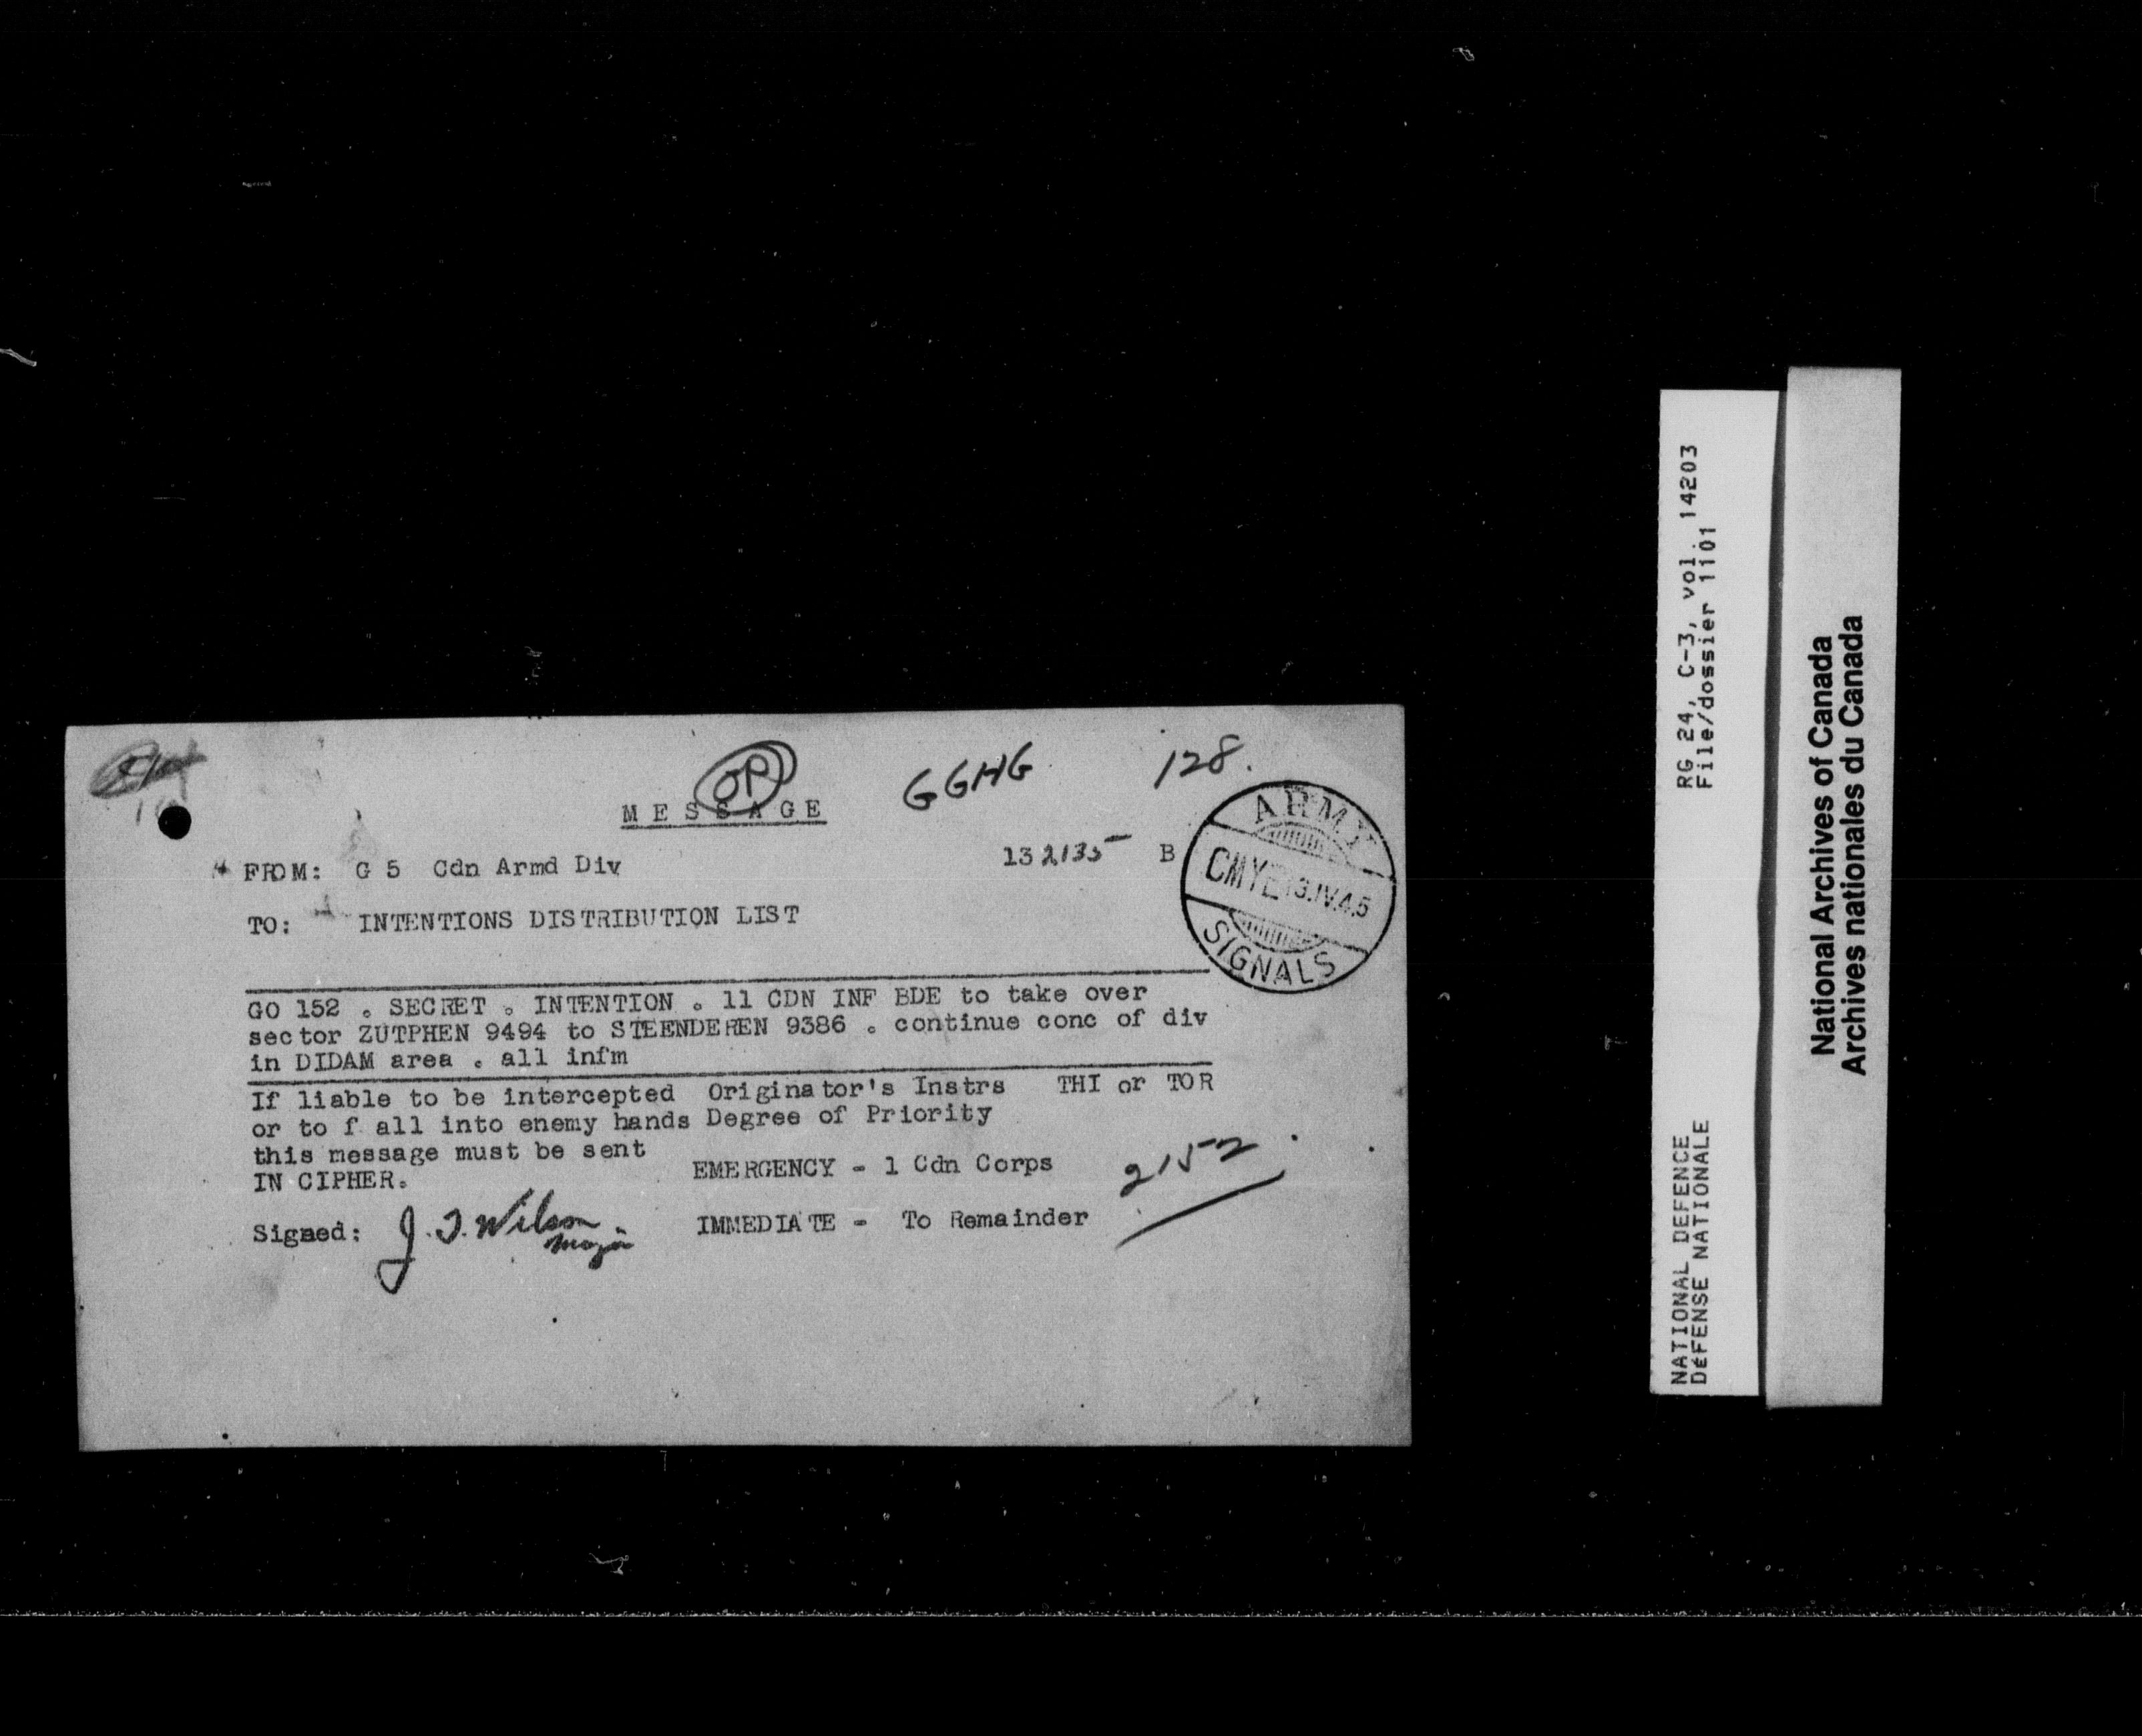 OP
GGHG
128.
MESSAGE
FROM: G 5 Cdn Armd Div
132135 B
ARMY
CMYE 13.IV.45
SIGNALS
TO: INTENTIONS DISTRIBUTION LIST
GO 152 . SECRET . INTENTION . 11 CDN INF BDE to take over
sector ZUTPHEN 9494 to STEENDEREN 9386 . continue conc of div
in DIDAM area . all infm
If liable to be intercepted Originator's Instrs THI or TOR
or to f all into enemy hands Degree of Priority
this message must be sent
IN CIPHER.
EMERGENCY - 1 Cdn Corps
2152
Signed: J. T. Wilson
Major
IMMEDIATE - To Remainder
RG 24, C-3, vol. 14203
File/dossier 1101
NATIONAL DEFENCE
DéFENSE NATIONALE
National Archives of Canada
Archives nationales du Canada